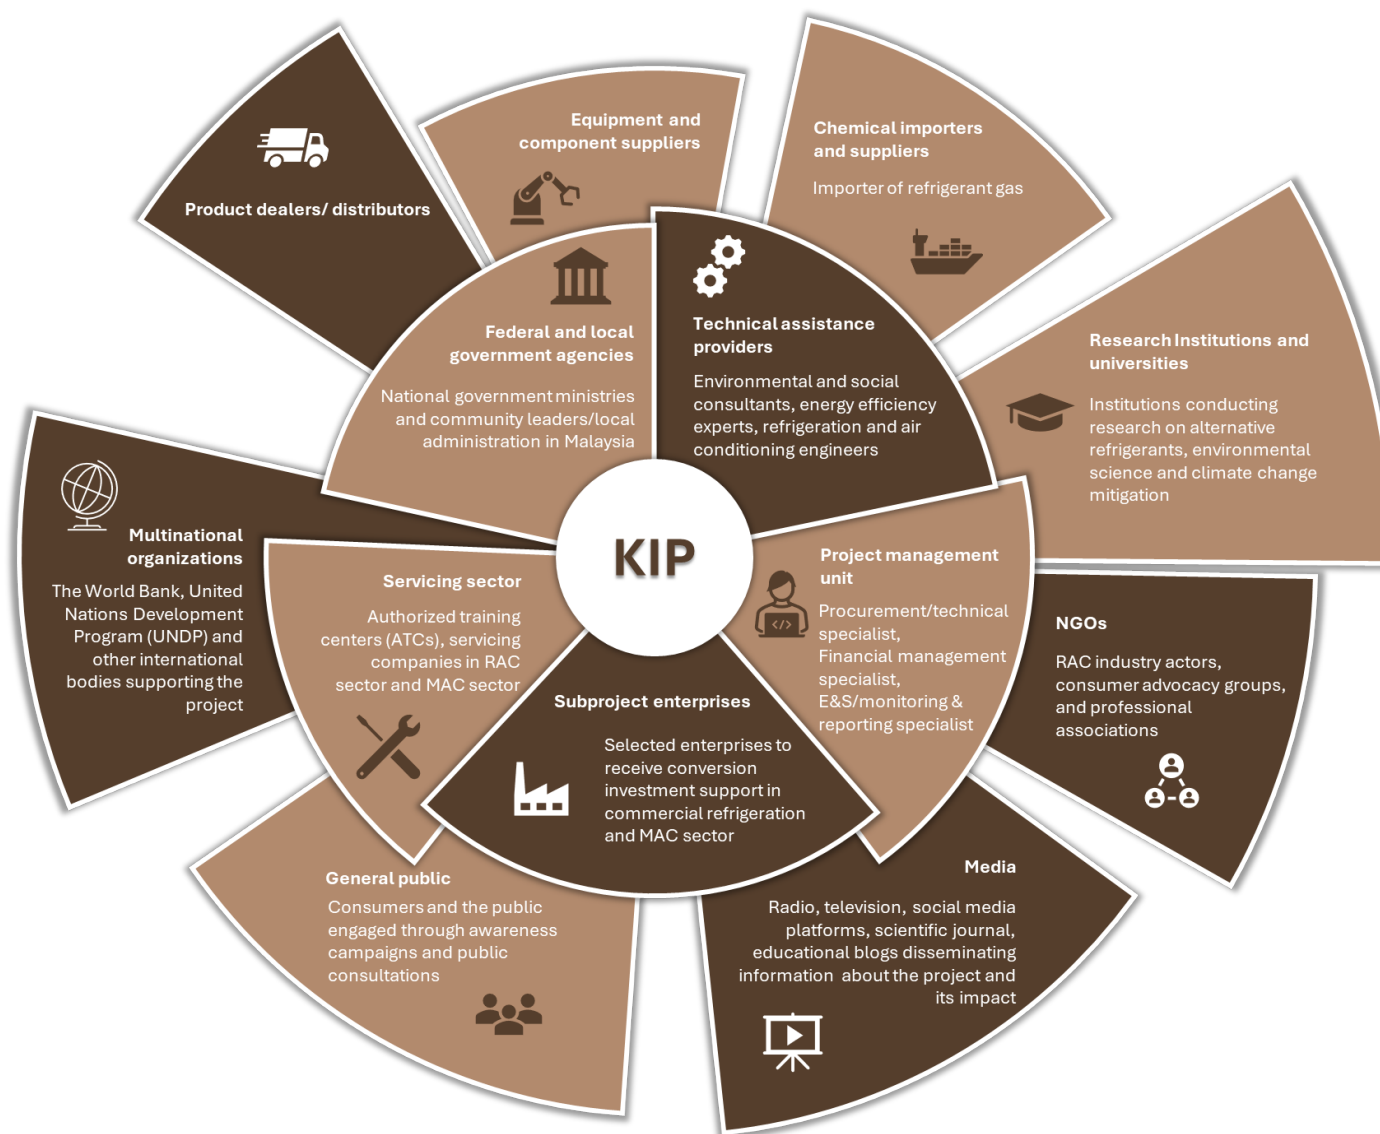 Product dealers/ distributors
Equipment and
component suppliers
Chemical importers
and suppliers
Importer of refrigerant gas
Research Institutions and
universities
Institutions conducting
research on alternative
refrigerants, environmental
science and climate change
mitigation
Federal and local
government agencies
National government ministries
and community leaders/local
administration in Malaysia
Technical assistance
providers
Environmental and social
consultants, energy efficiency
experts, refrigeration and air
conditioning engineers
KIP
Multinational
organizations
The World Bank, United
Nations Development
Program (UNDP) and
other international
bodies supporting the
project
Servicing sector
Authorized training
centers (ATCs), servicing
companies in RAC
sector and MAC sector
Project management
unit
Procurement/technical
specialist,
Financial management
specialist,
E&S/monitoring &
reporting specialist
NGOs
RAC industry actors,
consumer advocacy groups,
and professional
associations
Subproject enterprises
Selected enterprises to
receive conversion
investment support in
commercial refrigeration
and MAC sector
General public
Consumers and the public
engaged through awareness
campaigns and public
consultations
Media
Radio, television, social media
platforms, scientific journal,
educational blogs disseminating
information about the project and
its impact